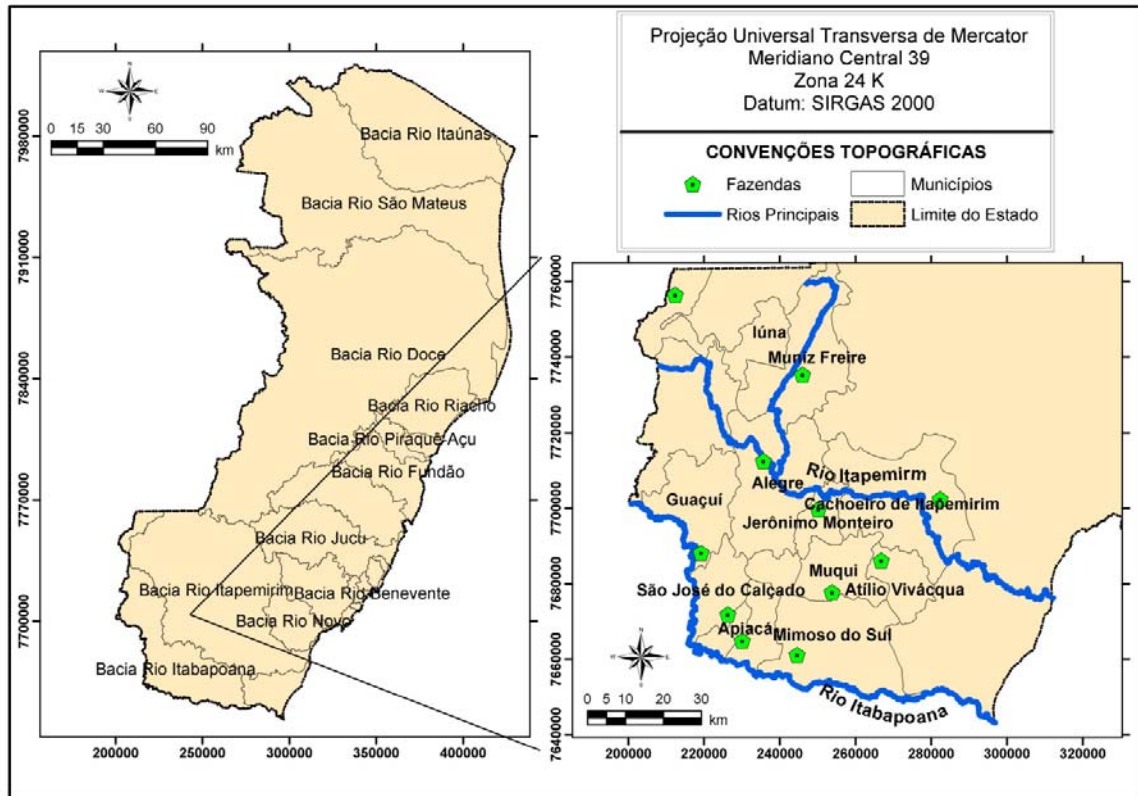 Projeção Universal Transversa de Mercator
Meridiano Central 39
Zona 24 K
Datum: SIRGAS 2000
CONVENÇÕES TOPOGRÁFICAS
Fazendas
Municípios
Rios Principais
Limite do Estado
N
W E
S
0 15 30 60 90
km
Bacia Rio Itaúnas
Bacia Rio São Mateus
Bacia Rio Doce
Bacia Rio Riacho
Bacia Rio Piraquê-Açu
Bacia Rio Fundão
Bacia Rio Jucu
Bacia Rio Itapemirim
Bacia Rio Benevente
Bacia Rio Novo
Bacia Rio Itabapoana
7980000
7910000
7840000
7770000
7700000
200000 250000 300000 350000 400000
Iúna
Muniz Freire
Rio Itapemirm
Alegre
Guaçuí
Cachoeiro de Itapemirim
Jerônimo Monteiro
Muqui
São José do Calçado
Atílio Vivácqua
Apiacá
Mimoso do Sul
Rio Itabapoana
N
W E
S
0 5 10 20 30
km
7760000
7740000
7720000
7700000
7680000
7660000
7640000
200000 220000 240000 260000 280000 300000 320000